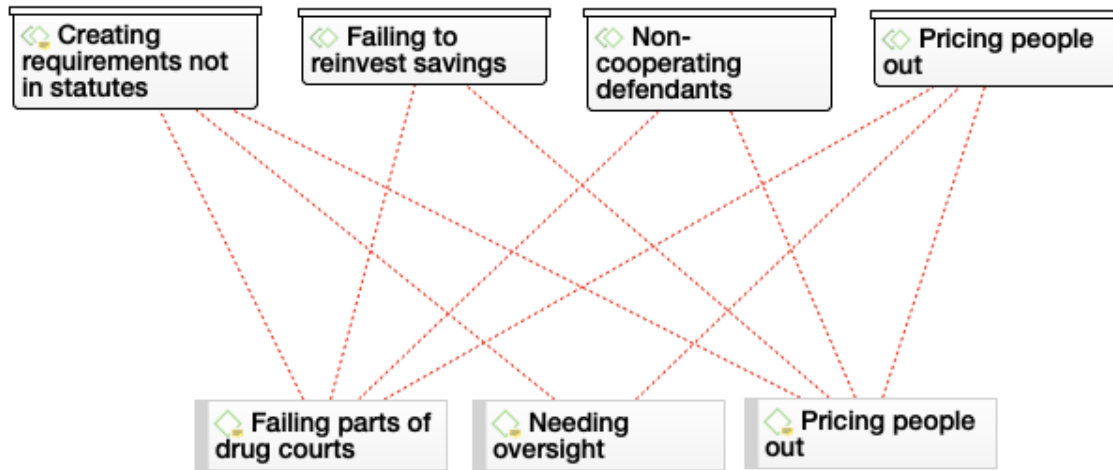 Creating
requirements not
in statutes
Failing to
reinvest savings
Non-
cooperating
defendants
Pricing people
out
Failing parts of
drug courts
Needing
oversight
Pricing people
out